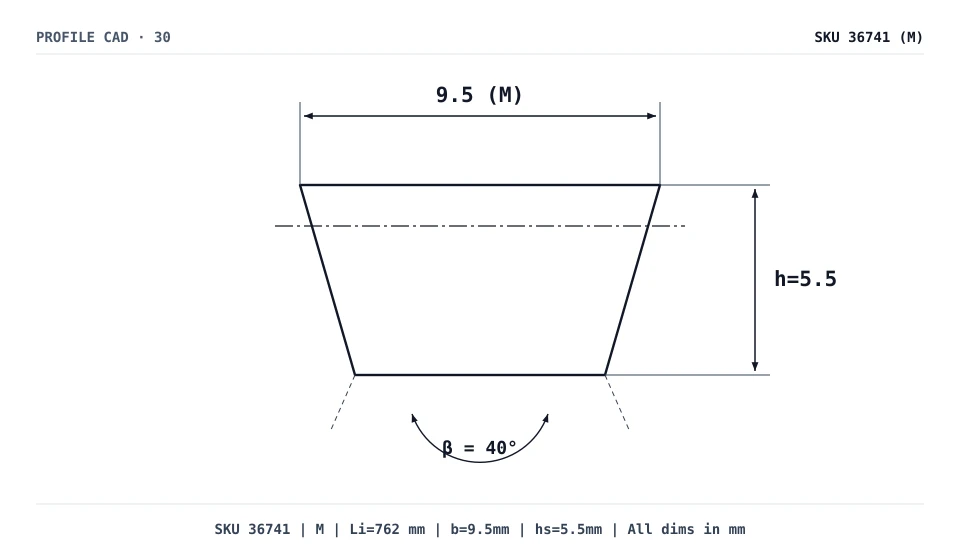 PROFILE CAD · 30
SKU 36741 (M)
9.5 (M)
h=5.5
β = 40°
SKU 36741 | M | Li=762 mm | b=9.5mm | hs=5.5mm | All dims in mm